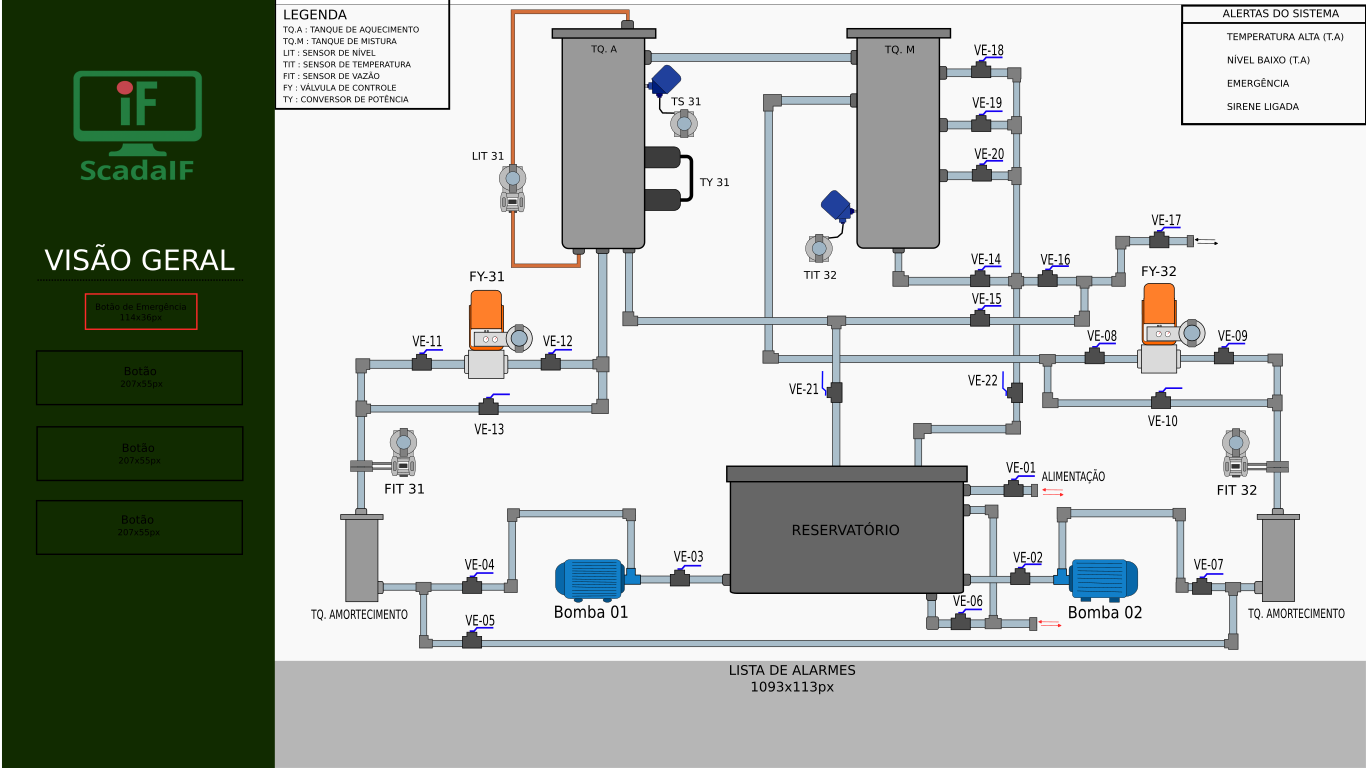 iF
ScadaIF
VISÃO GERAL
Botão de Emergência
114x36px
Botão
207x55px
Botão
207x55px
Botão
207x55px
LEGENDA
TQ.A : TANQUE DE AQUECIMENTO
TQ.M : TANQUE DE MISTURA
LIT : SENSOR DE NÍVEL
TIT : SENSOR DE TEMPERATURA
FIT : SENSOR DE VAZÃO
FY : VÁLVULA DE CONTROLE
TY : CONVERSOR DE POTÊNCIA
ALERTAS DO SISTEMA
TEMPERATURA ALTA (T.A)
NÍVEL BAIXO (T.A)
EMERGÊNCIA
SIRENE LIGADA
TQ. A
TQ. M
VE-18
TS 31
VE-19
LIT 31
VE-20
TY 31
VE-17
TIT 32
VE-14
VE-16
FY-31
FY-32
VE-15
VE-11
VE-12
VE-08
VE-09
VE-21
VE-22
VE-13
VE-10
FIT 31
FIT 32
VE-01
ALIMENTAÇÃO
RESERVATÓRIO
VE-04
VE-03
VE-02
VE-07
TQ. AMORTECIMENTO
Bomba 01
VE-06
Bomba 02
TQ. AMORTECIMENTO
VE-05
LISTA DE ALARMES
1093x113px